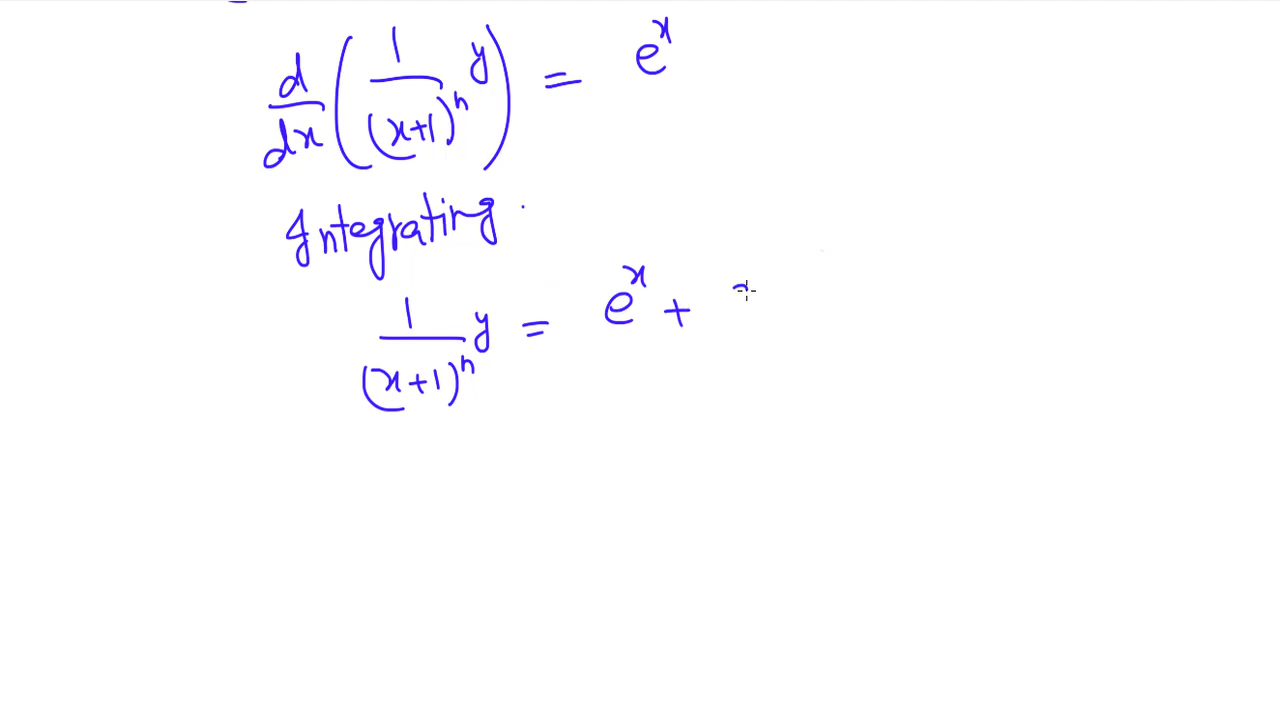 d/dx (1/(x+1)^n y) = e^x
Integrating.
1/(x+1)^n y = e^x +